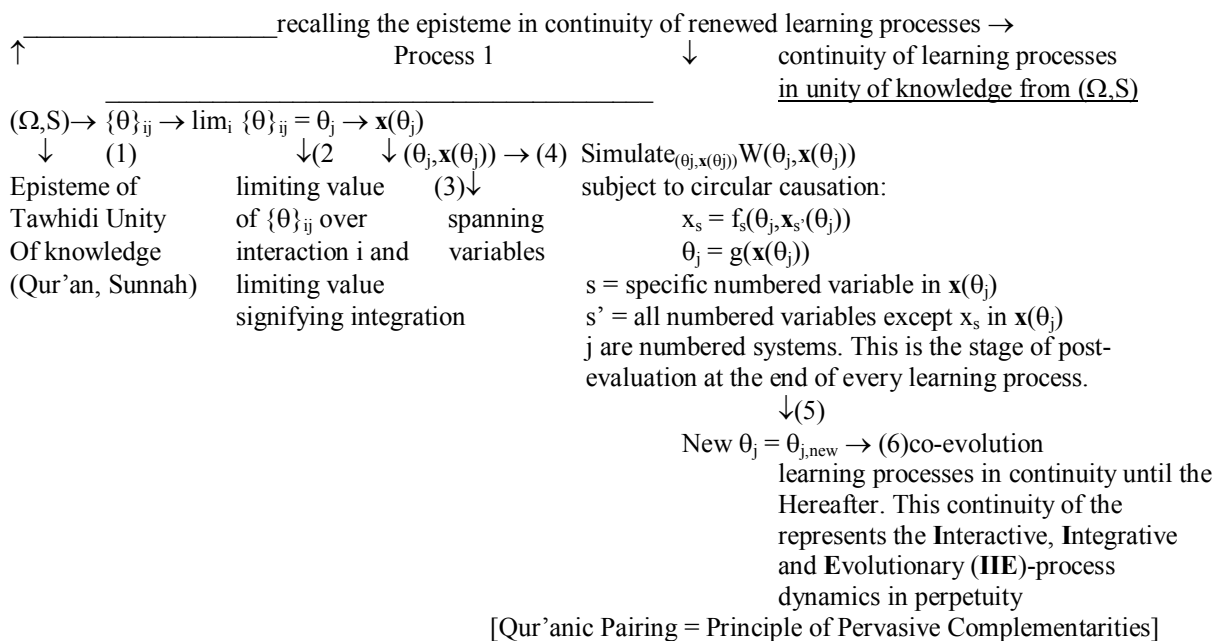 ↑___________________recalling the episteme in continuity of renewed learning processes →
Process 1 ↓ continuity of learning processes
in unity of knowledge from (Ω,S)
(Ω,S)→ {θ}ij → limi {θ}ij = θj → x(θj)
↓ (1) ↓(2 ↓ (θj,x(θj)) → (4) Simulate(θj,x(θj))W(θj,x(θj))
Episteme of limiting value (3)↓ subject to circular causation:
Tawhidi Unity of {θ}ij over spanning xs = fs(θj,xs’(θj))
Of knowledge interaction i and variables θj = g(x(θj))
(Qur’an, Sunnah) limiting value s = specific numbered variable in x(θj)
signifying integration s’ = all numbered variables except xs in x(θj)
j are numbered systems. This is the stage of post-
evaluation at the end of every learning process.
↓(5)
New θj = θj,new → (6)co-evolution
learning processes in continuity until the
Hereafter. This continuity of the
represents the Interactive, Integrative
and Evolutionary (IIE)-process
dynamics in perpetuity
[Qur’anic Pairing = Principle of Pervasive Complementarities]